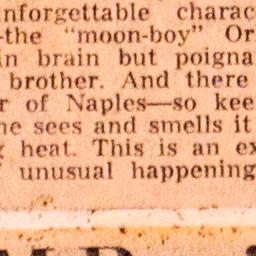 nforgettable charac
-the "moon-boy" Or
in brain but poigna
brother. And there
r of Naples—so kee
he sees and smells it
g heat. This is an ex
unusual happening